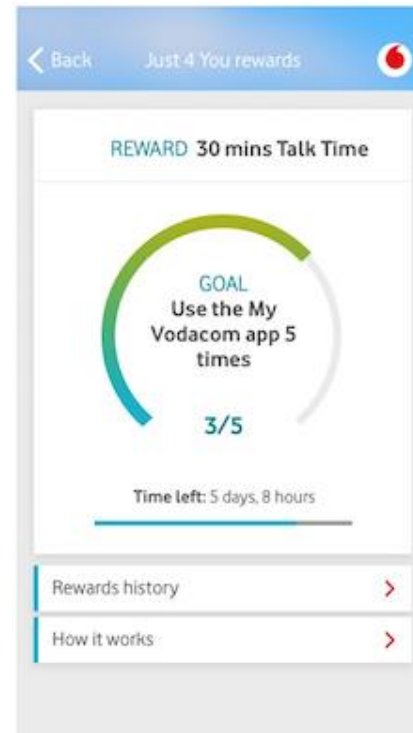 Back Just 4 You rewards
REWARD 30 mins Talk Time
GOAL
Use the My
Vodacom app 5
times
3/5
Time left: 5 days, 8 hours
Rewards history
How it works